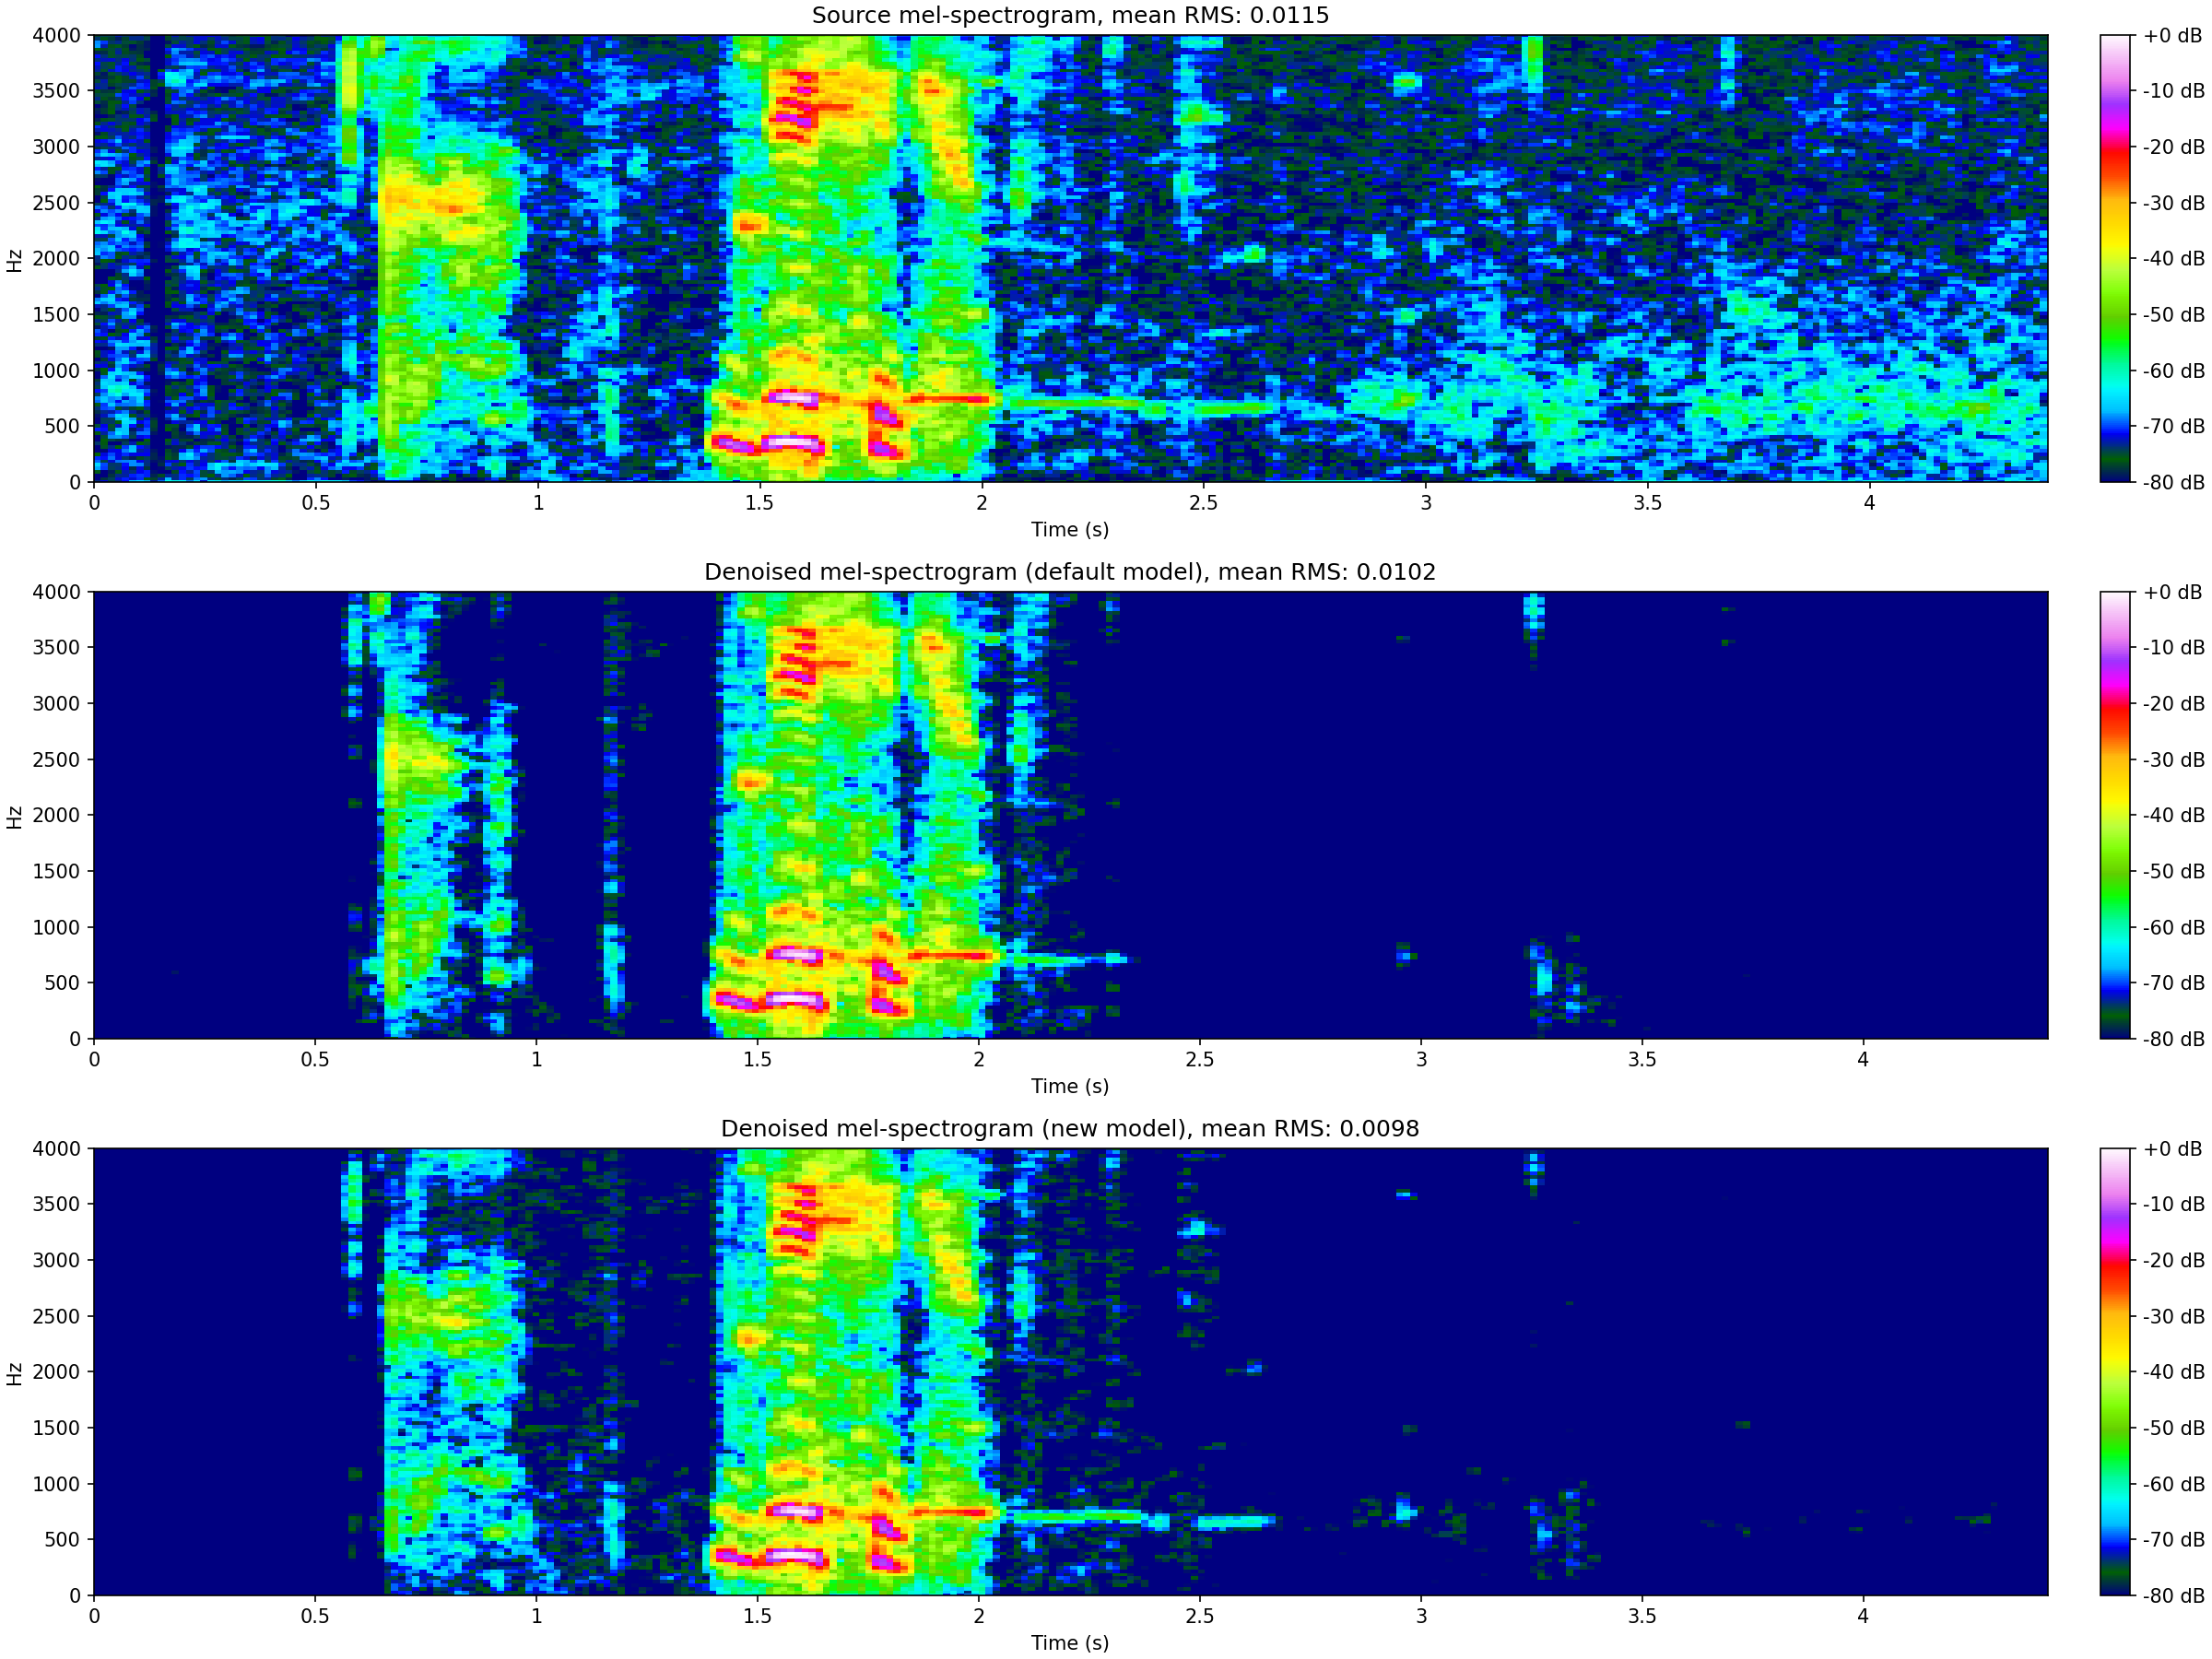 Source mel-spectrogram, mean RMS: 0.0115
4000
3500
3000
2500
2000
1500
1000
500
0
Hz
0 0.5 1 1.5 2 2.5 3 3.5 4
Time (s)
+0 dB
-10 dB
-20 dB
-30 dB
-40 dB
-50 dB
-60 dB
-70 dB
-80 dB
Denoised mel-spectrogram (default model), mean RMS: 0.0102
4000
3500
3000
2500
2000
1500
1000
500
0
Hz
0 0.5 1 1.5 2 2.5 3 3.5 4
Time (s)
+0 dB
-10 dB
-20 dB
-30 dB
-40 dB
-50 dB
-60 dB
-70 dB
-80 dB
Denoised mel-spectrogram (new model), mean RMS: 0.0098
4000
3500
3000
2500
2000
1500
1000
500
0
Hz
0 0.5 1 1.5 2 2.5 3 3.5 4
Time (s)
+0 dB
-10 dB
-20 dB
-30 dB
-40 dB
-50 dB
-60 dB
-70 dB
-80 dB